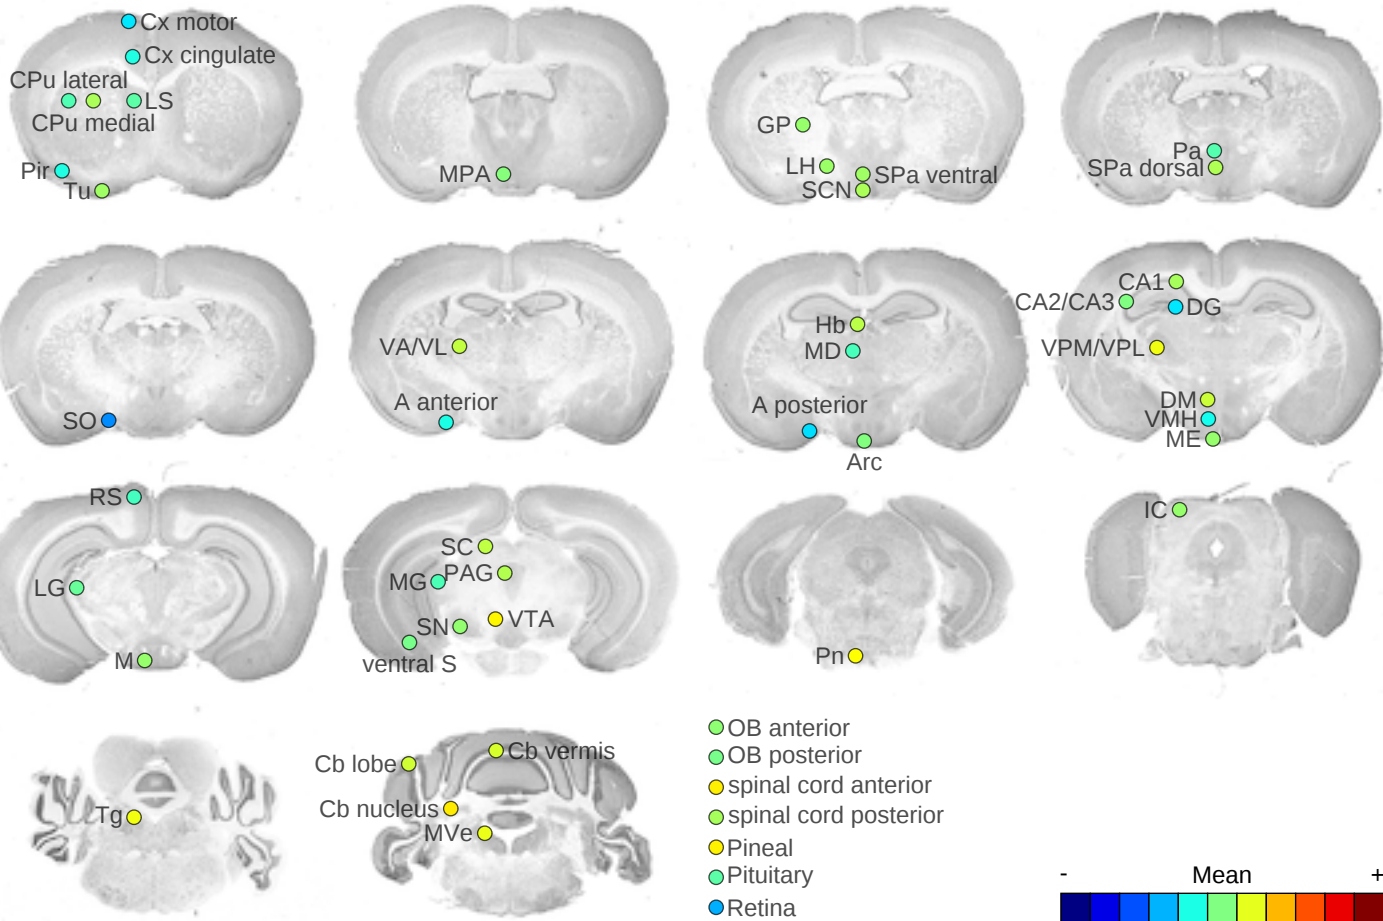 Cx motor
Cx cingulate
CPu lateral
LS
CPu medial
Pir
Tu
MPA
GP
LH
SPa ventral
SCN
Pa
SPa dorsal
SO
VA/VL
A anterior
Hb
MD
A posterior
Arc
CA1
CA2/CA3
DG
VPM/VPL
DM
VMH
ME
RS
LG
M
SC
PAG
MG
VTA
SN
ventral S
Pn
IC
Tg
Cb vermis
Cb lobe
Cb nucleus
MVe
OB anterior
OB posterior
spinal cord anterior
spinal cord posterior
Pineal
Pituitary
Retina
- Mean +